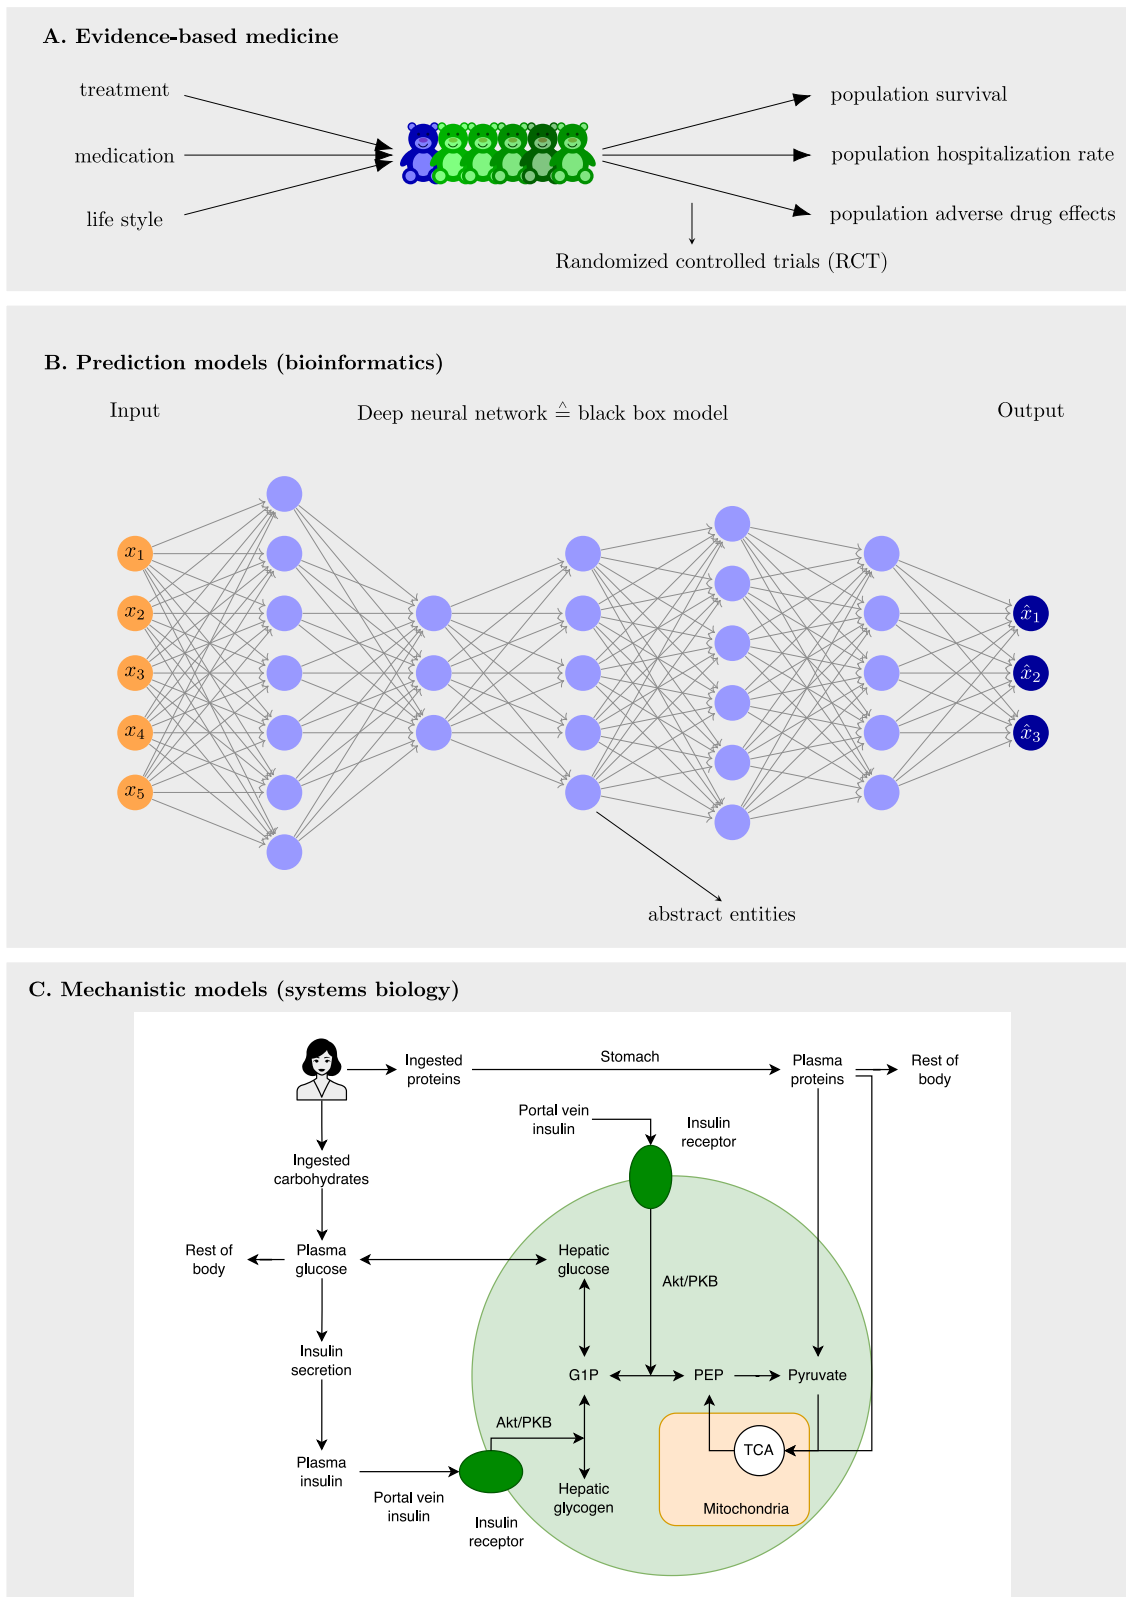 A. Evidence-based medicine
treatment
medication
life style
population survival
population hospitalization rate
population adverse drug effects
Randomized controlled trials (RCT)
B. Prediction models (bioinformatics)
Input
Deep neural network ≙ black box model
Output
x₁
x₂
x₃
x₄
x₅
x̂₁
x̂₂
x̂₃
abstract entities
C. Mechanistic models (systems biology)
Ingested
proteins
Stomach
Plasma
proteins
Rest of
body
Portal vein
insulin
Insulin
receptor
Ingested
carbohydrates
Rest of
body
Plasma
glucose
Hepatic
glucose
Akt/PKB
Insulin
secretion
G1P
PEP
Pyruvate
Akt/PKB
TCA
Plasma
insulin
Portal vein
insulin
Insulin
receptor
Hepatic
glycogen
Mitochondria